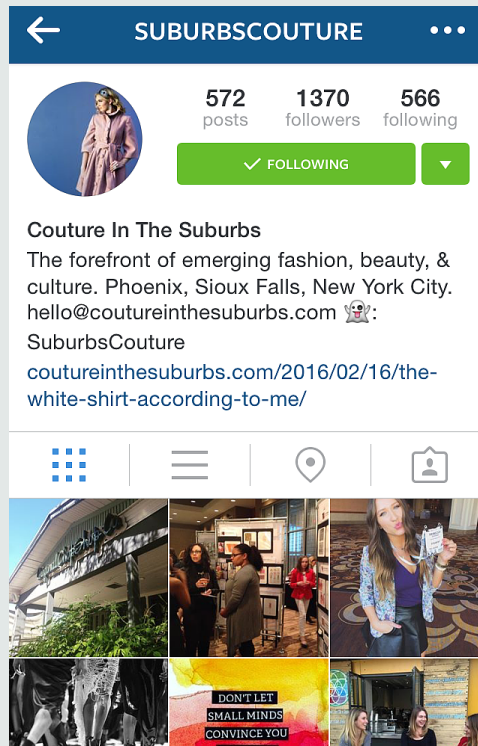 SUBURBSCOUTURE
572 1370 566
posts followers following
FOLLOWING
Couture In The Suburbs
The forefront of emerging fashion, beauty, &
culture. Phoenix, Sioux Falls, New York City.
hello@coutureinthesuburbs.com 👻:
SuburbsCouture
coutureinthesuburbs.com/2016/02/16/the-
white-shirt-according-to-me/
DON'T LET
SMALL MINDS
CONVINCE YOU